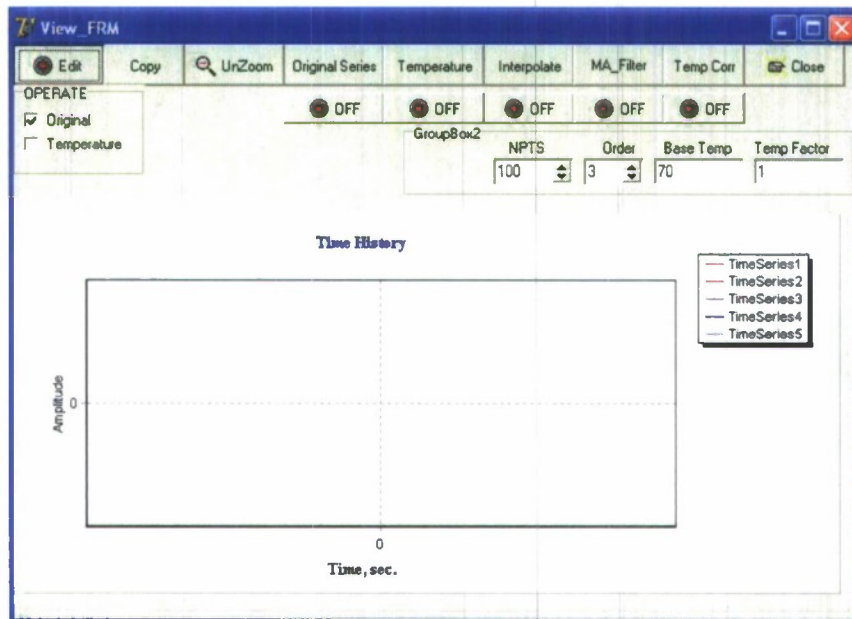 View_FRM
Edit Copy UnZoom Original Series Temperature Interpolate MA_Filter Temp Corr Close
OPERATE
Original
Temperature
OFF OFF OFF OFF OFF
GroupBox2
NPTS Order Base Temp Temp Factor
100 3 70 1
Time History
TimeSeries1
TimeSeries2
TimeSeries3
TimeSeries4
TimeSeries5
Amplitude
0
0
Time, sec.